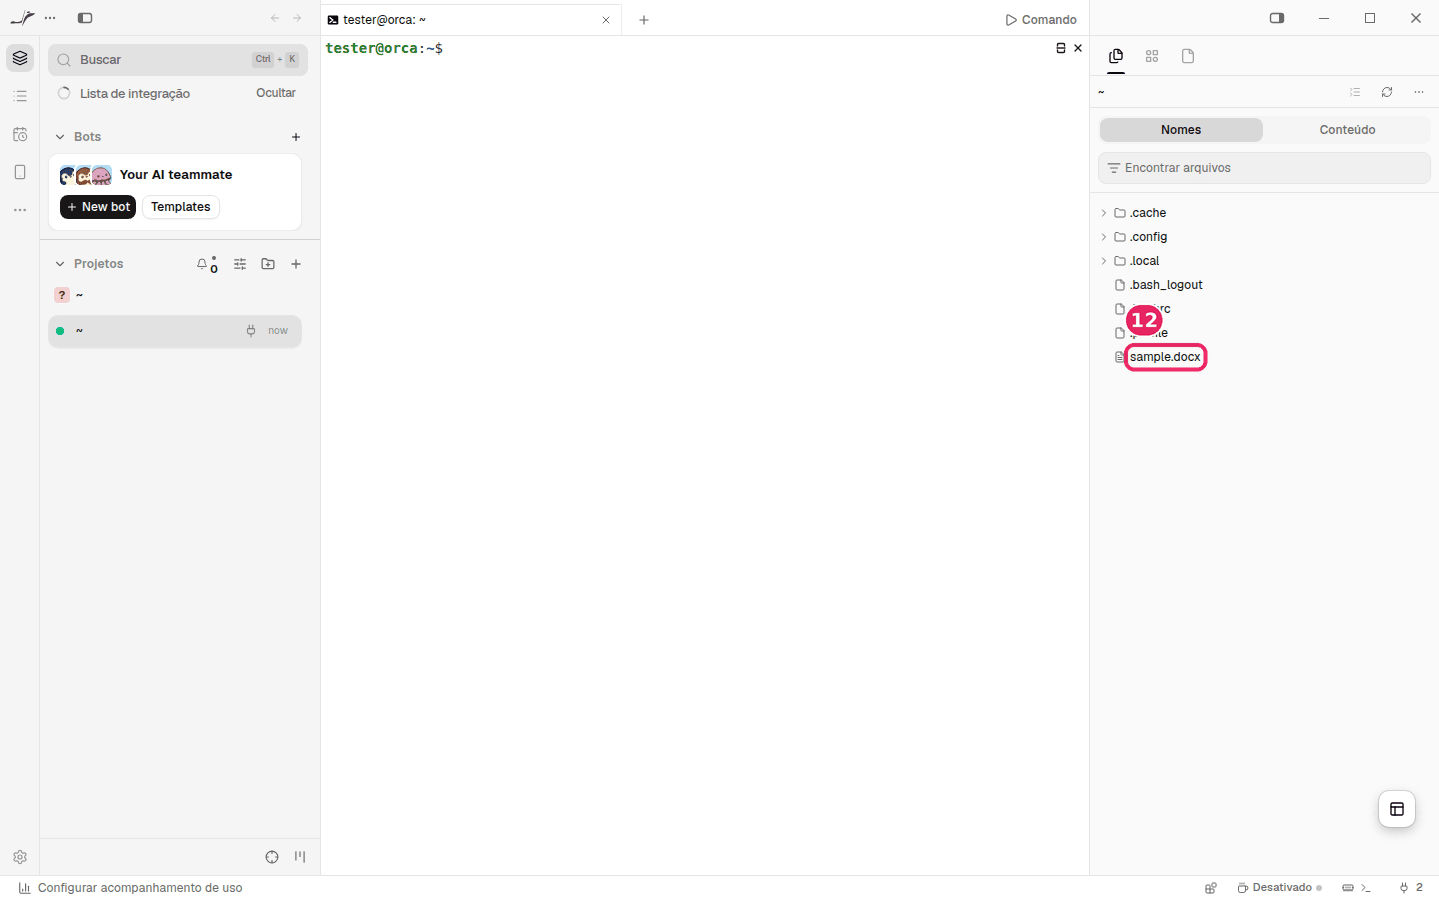 tester@orca: ~
Comando
Buscar
Ctrl + K
tester@orca:~$
Lista de integração
Ocultar
~
Bots
Nomes
Conteúdo
Your AI teammate
Encontrar arquivos
+ New bot
Templates
.cache
.config
Projetos
0
.local
.bash_logout
? ~
12
~
now
sample.docx
Configurar acompanhamento de uso
Desativado
2